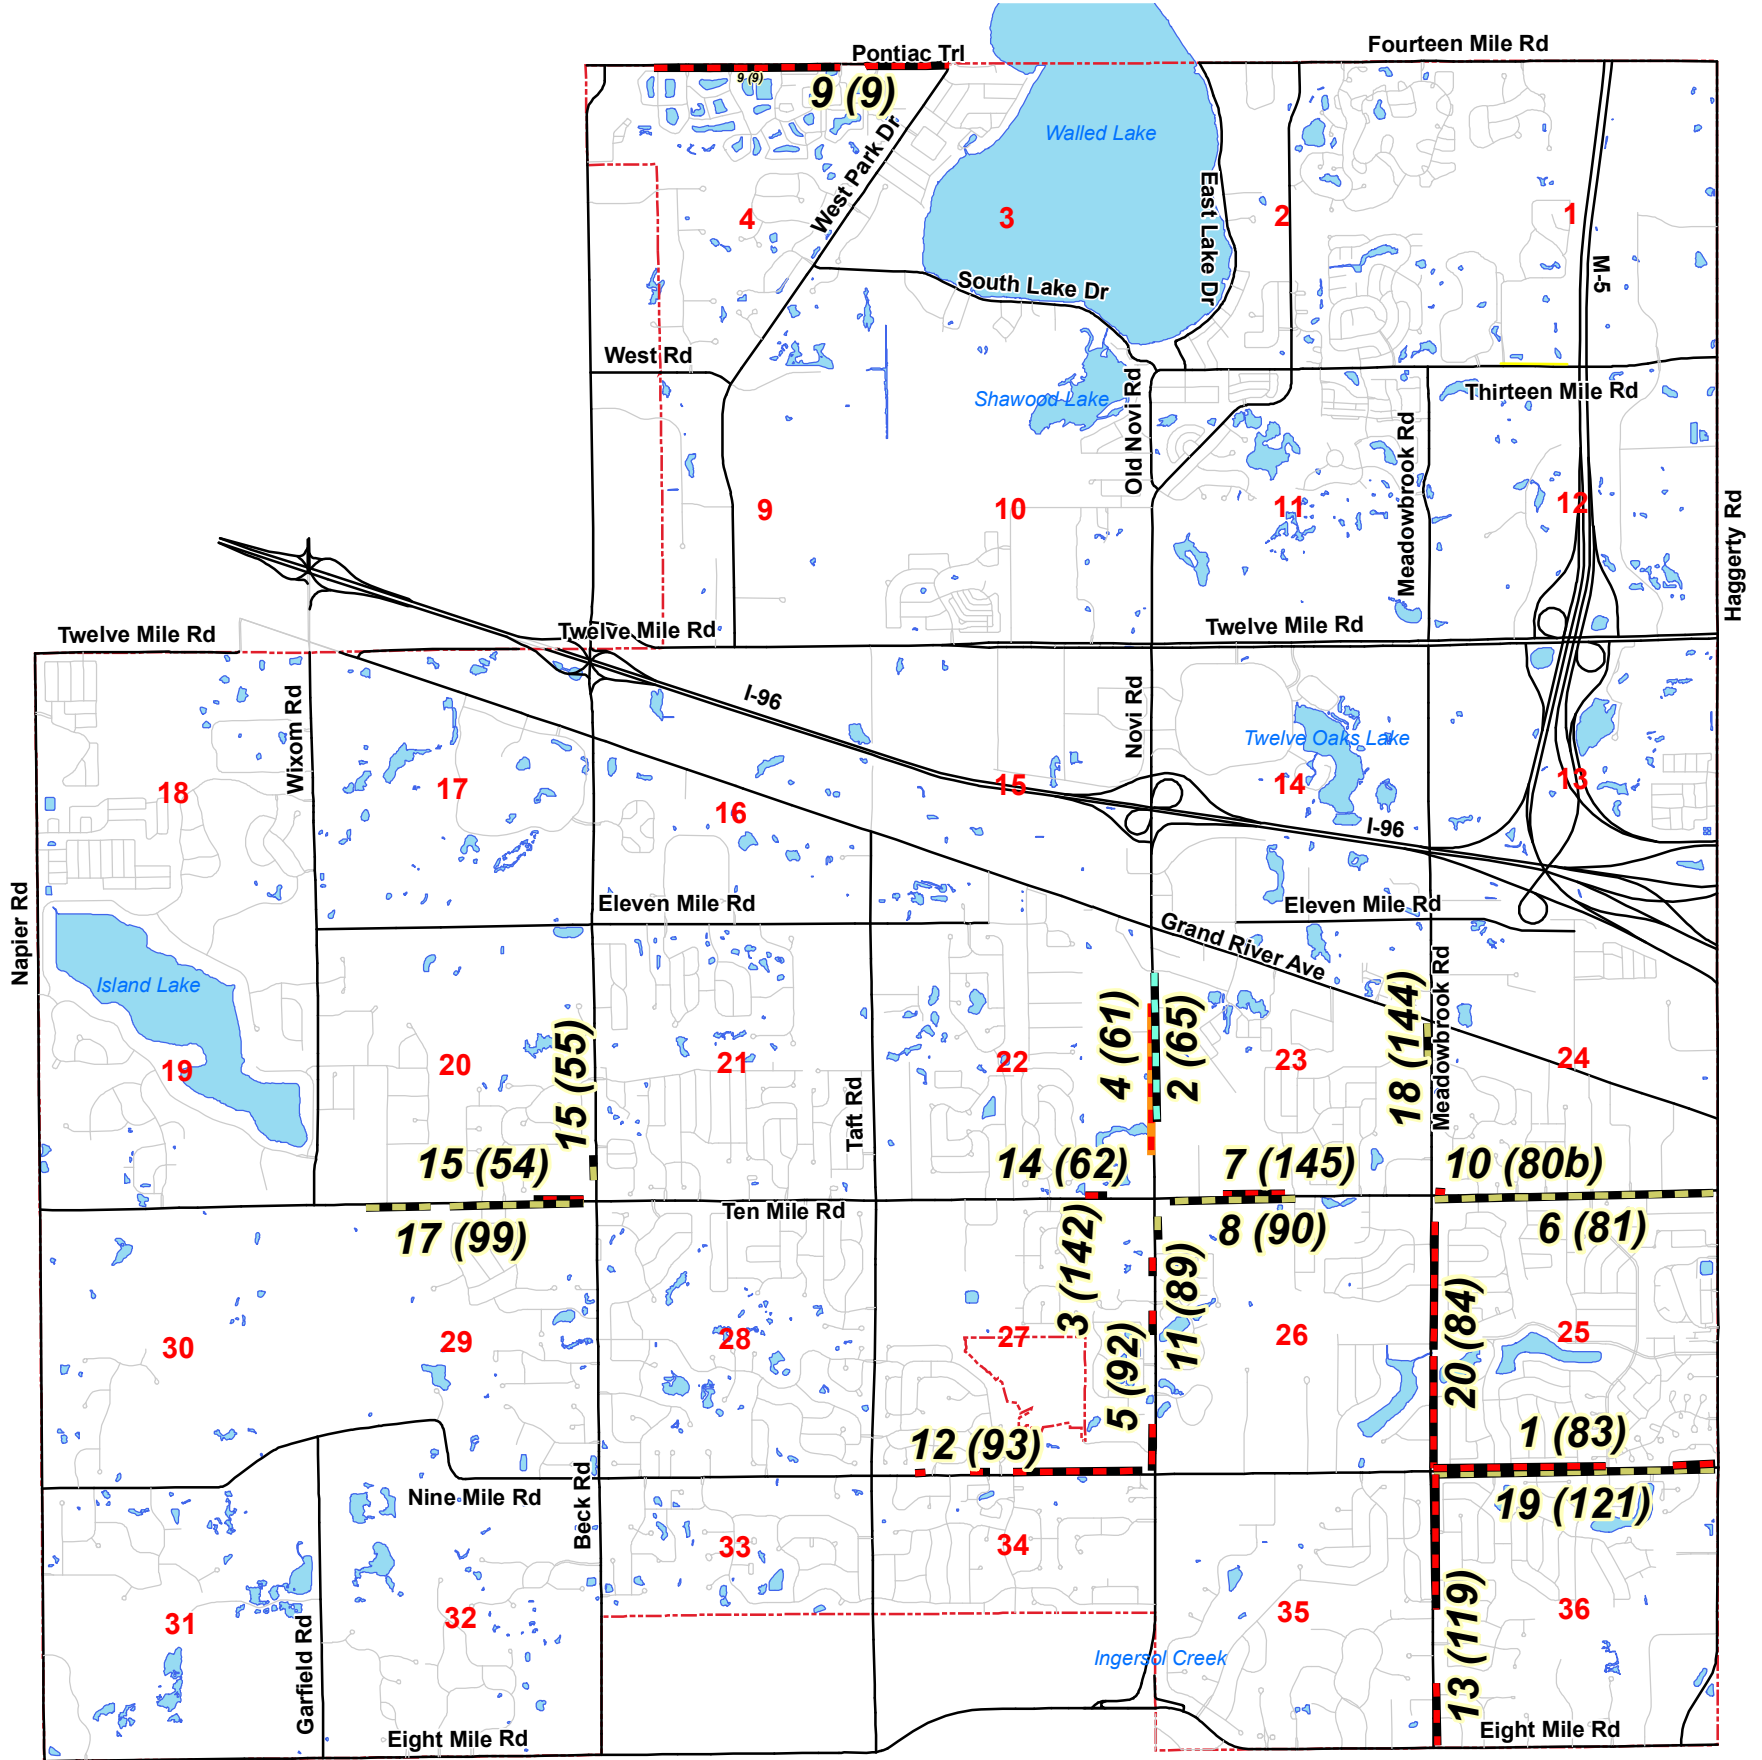 Fourteen Mile Rd
Pontiac Trl
9 (9)
9 (9)
Walled Lake
West Park Dr
East Lake Dr
4
3
2
1
M-5
South Lake Dr
West Rd
Old Novi Rd
Shawood Lake
Thirteen Mile Rd
Meadowbrook Rd
Haggerty Rd
9
10
11
12
Twelve Mile Rd
Twelve Mile Rd
Twelve Mile Rd
I-96
Novi Rd
Wixom Rd
Twelve Oaks Lake
18
17
16
15
14
13
I-96
Napier Rd
Eleven Mile Rd
Eleven Mile Rd
Grand River Ave
Island Lake
Meadowbrook Rd
15 (55)
4 (61)
2 (65)
18 (144)
19
20
21
22
23
24
Taft Rd
15 (54)
14 (62)
7 (145)
10 (80b)
Ten Mile Rd
17 (99)
3 (142)
8 (90)
6 (81)
11 (89)
5 (92)
20 (84)
30
29
28
27
26
25
12 (93)
1 (83)
Nine Mile Rd
Beck Rd
19 (121)
33
34
31
32
35
36
Garfield Rd
13 (119)
Ingersol Creek
Eight Mile Rd
Eight Mile Rd